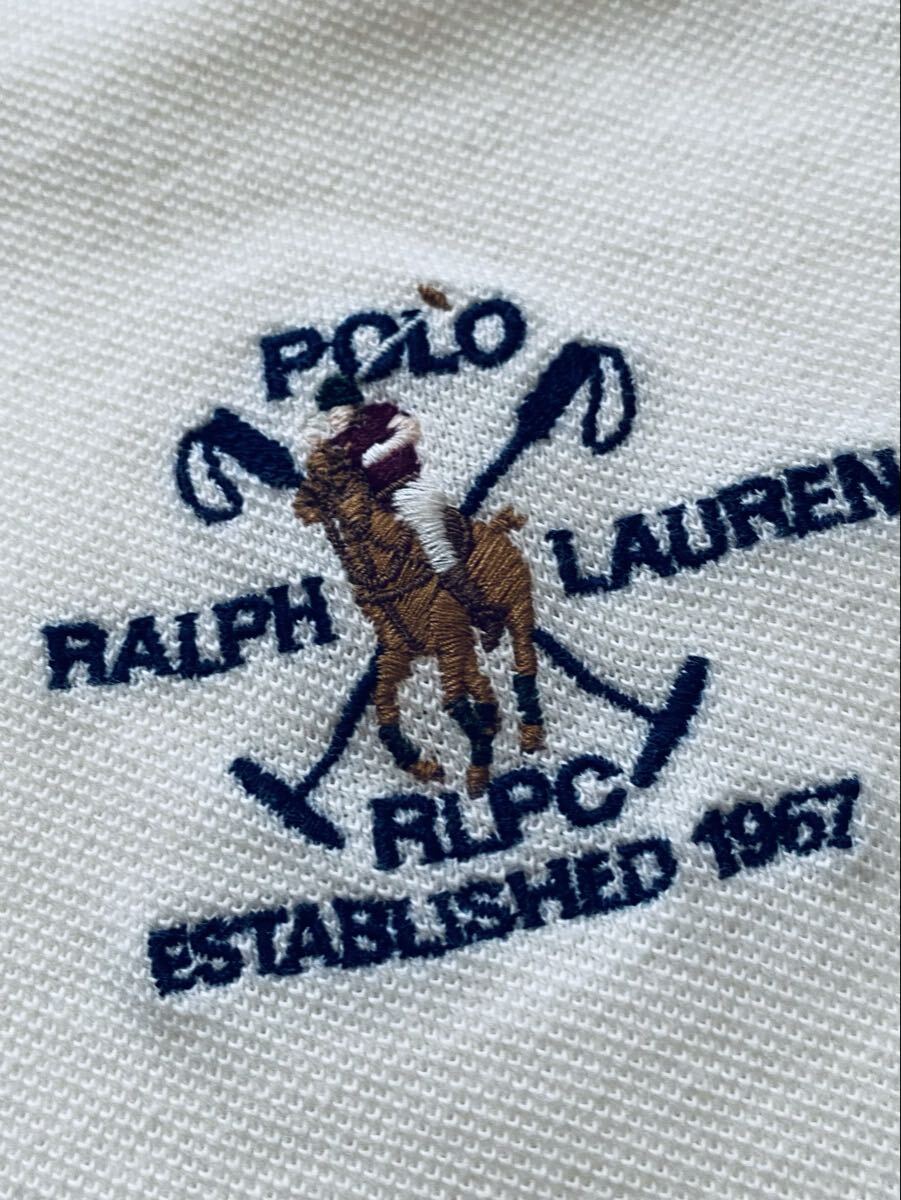 POLO
RALPH LAUREN
RLPC
ESTABLISHED 1967